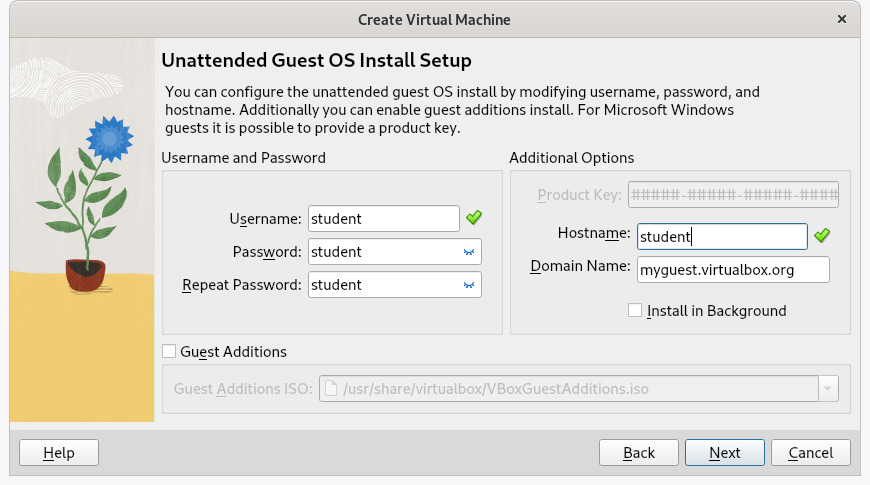 Create Virtual Machine
×
Unattended Guest OS Install Setup
You can configure the unattended guest OS install by modifying username, password, and
hostname. Additionally you can enable guest additions install. For Microsoft Windows
guests it is possible to provide a product key.
Username and Password
Username: student
Password: student
Repeat Password: student
Additional Options
Product Key: #####-#####-#####-####
Hostname: student
Domain Name: myguest.virtualbox.org
Install in Background
Guest Additions
Guest Additions ISO: /usr/share/virtualbox/VBoxGuestAdditions.iso
Help
Back
Next
Cancel